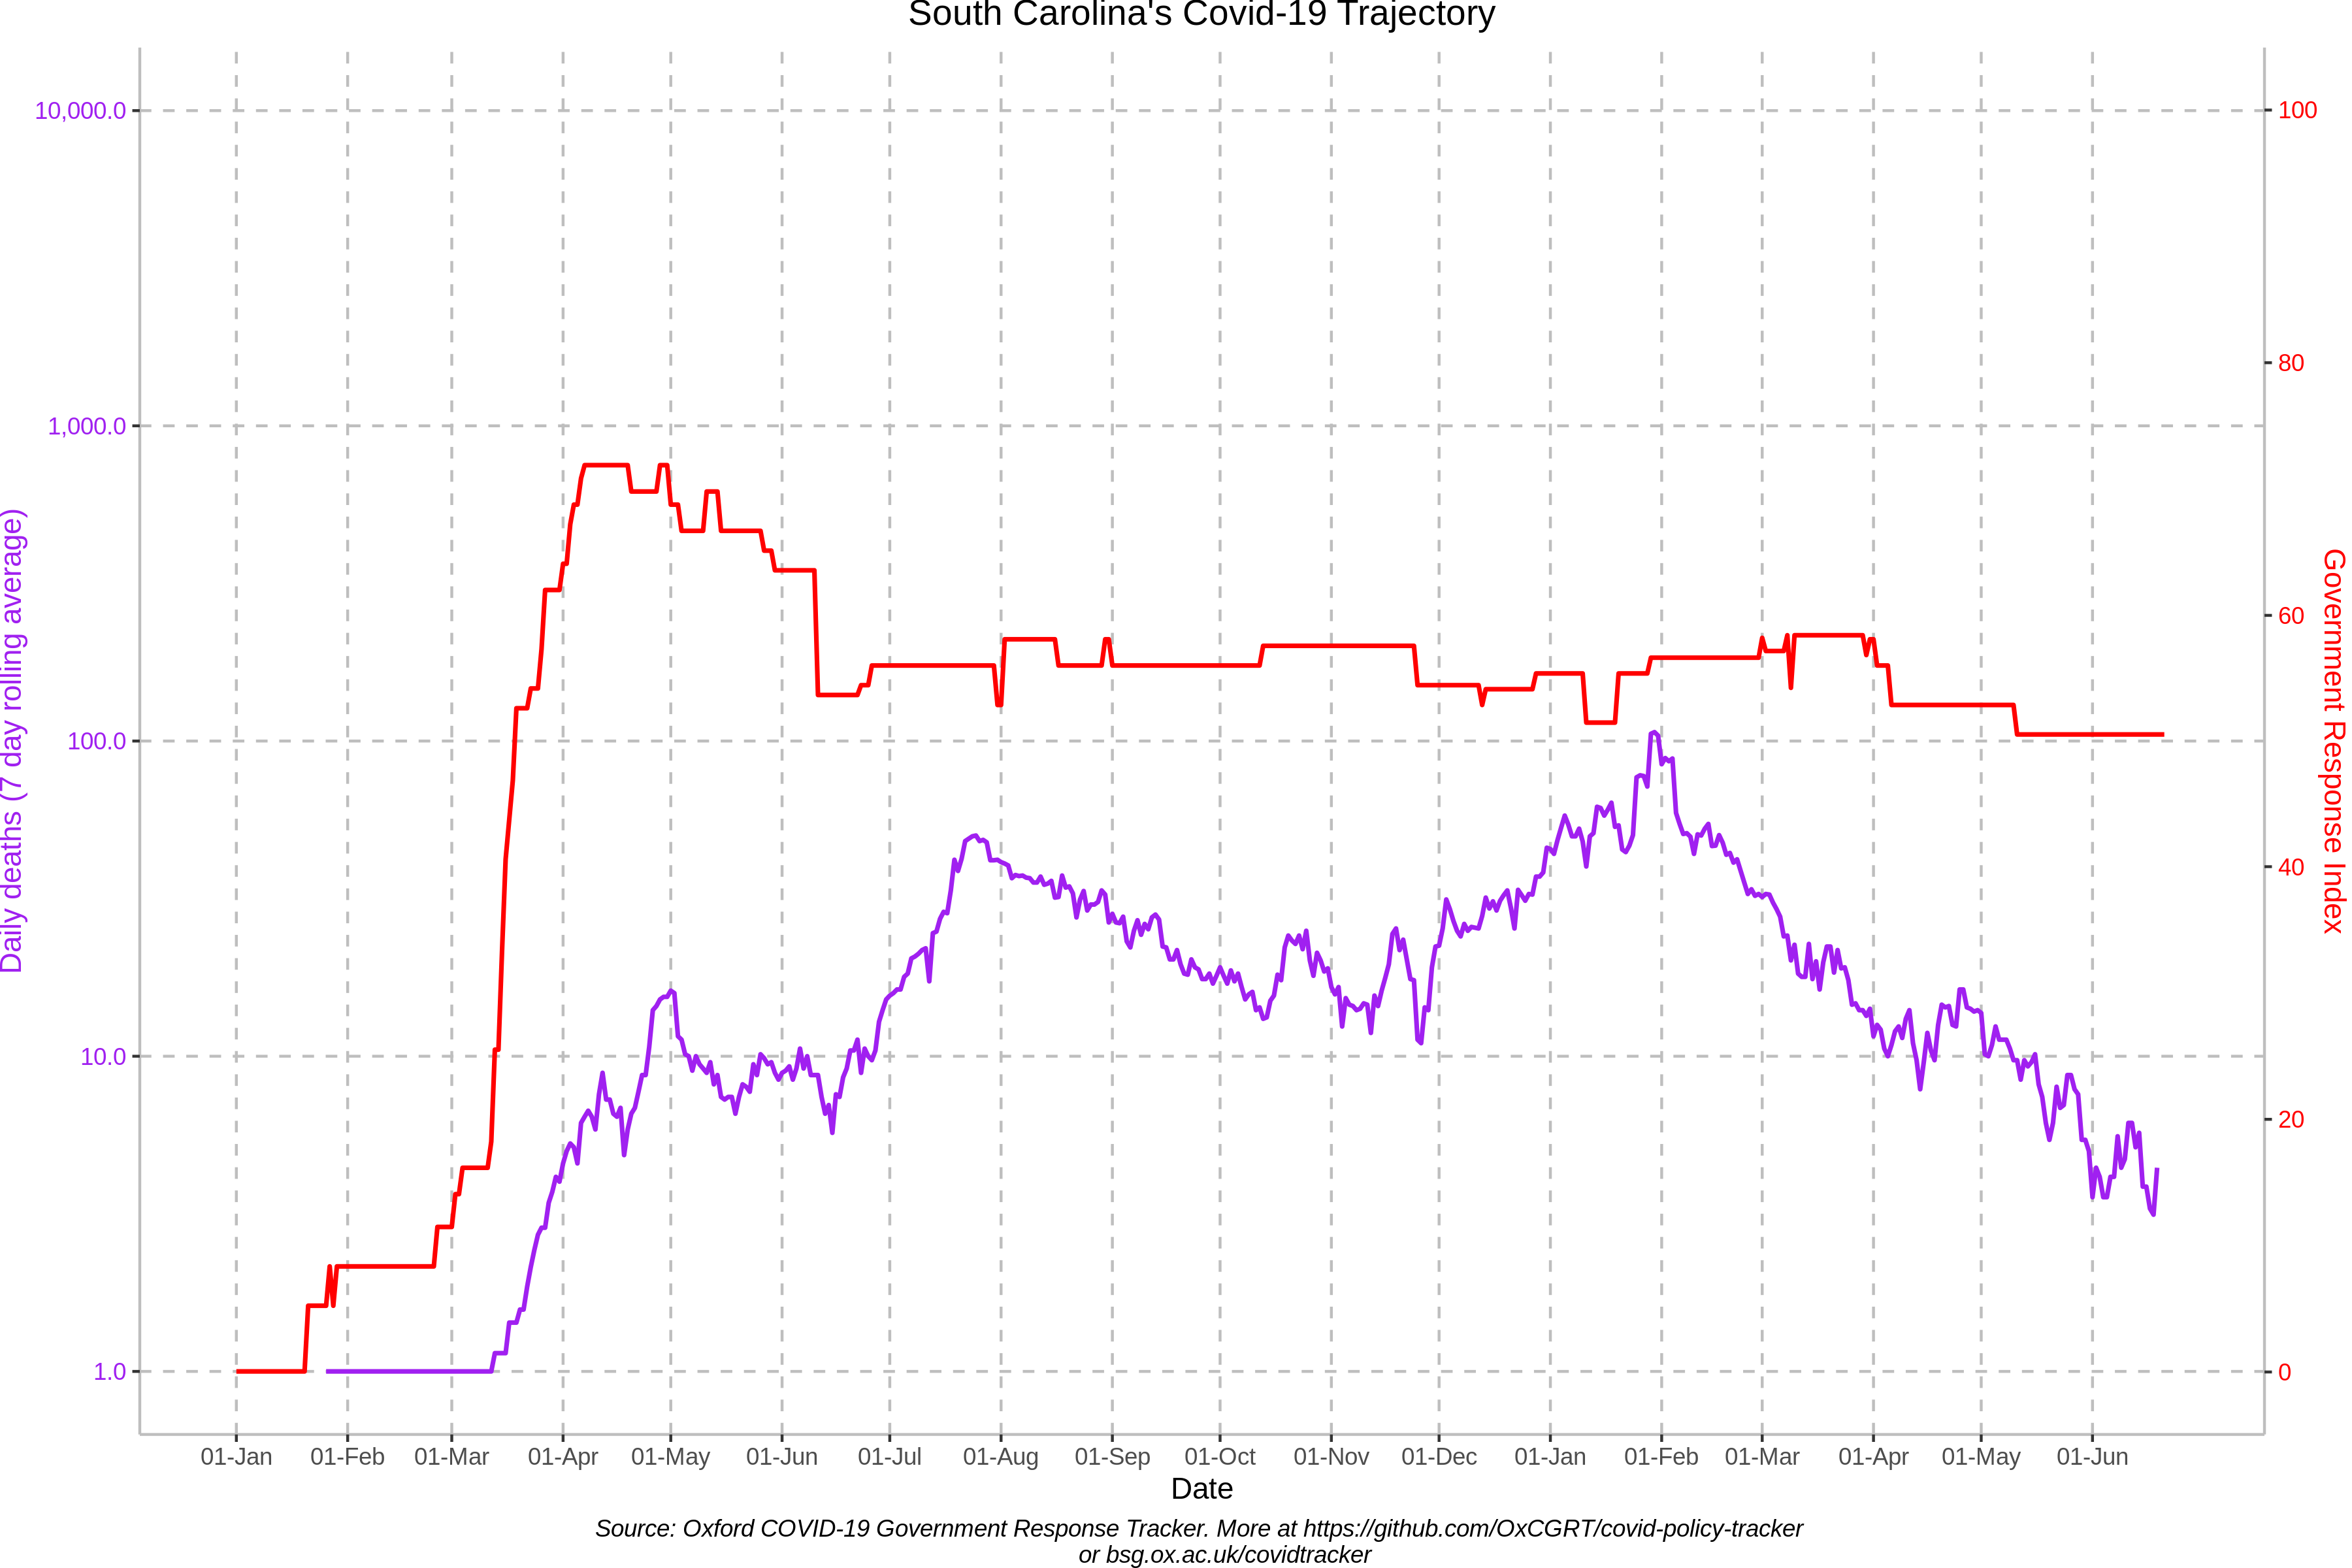 South Carolina's Covid-19 Trajectory
10,000.0
1,000.0
100.0
10.0
1.0
Daily deaths (7 day rolling average)
100
80
60
40
20
0
Government Response Index
01-Jan 01-Feb 01-Mar 01-Apr 01-May 01-Jun 01-Jul 01-Aug 01-Sep 01-Oct 01-Nov 01-Dec 01-Jan 01-Feb 01-Mar 01-Apr 01-May 01-Jun
Date
Source: Oxford COVID-19 Government Response Tracker. More at https://github.com/OxCGRT/covid-policy-tracker
or bsg.ox.ac.uk/covidtracker